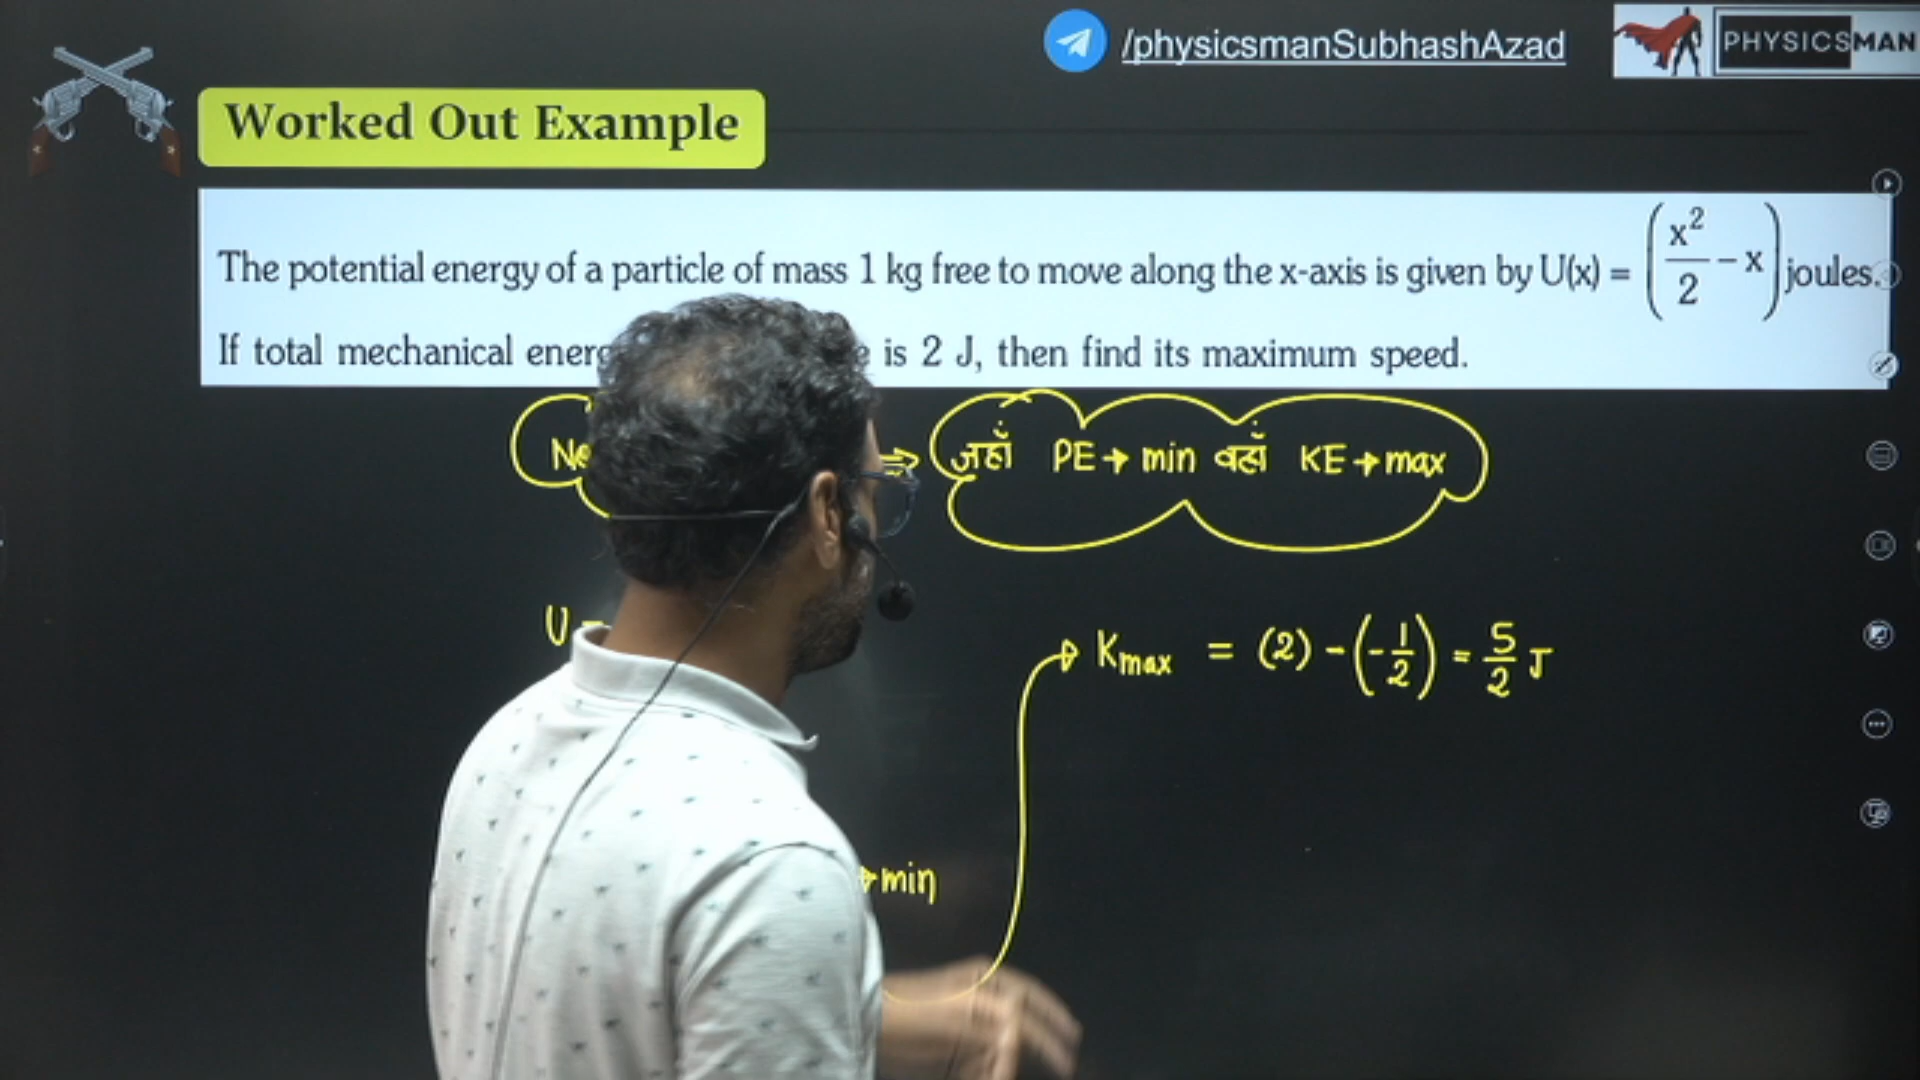 /physicsmanSubhashAzad
PHYSICSMAN
Worked Out Example
The potential energy of a particle of mass 1 kg free to move along the x-axis is given by U(x) = (x²/2 − x) joules.
If total mechanical is 2 J, then find its maximum speed.
⇒ जहाँ PE → min वहाँ KE → max
U =
Kmax = (2) − (−1/2) = 5/2 J
→ min